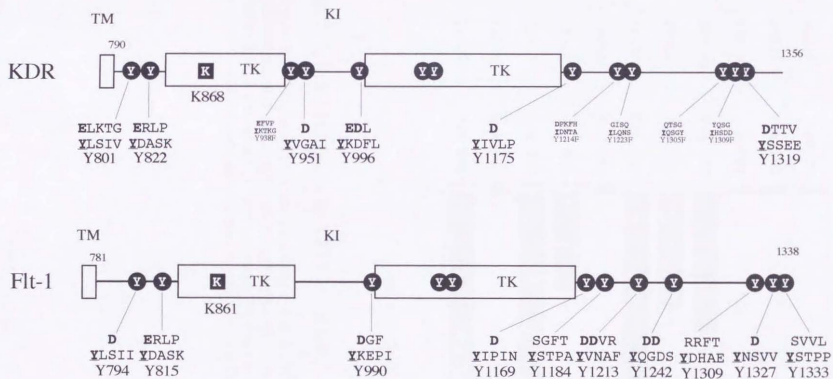 TM
KI
790
1356
KDR
Y Y K TK Y Y Y Y Y TK Y Y Y Y Y Y
K868
ELKTG ERLP EFVP D EDL D DPKFH GISQ QTSG YQSG DTTV
YLSIV YDASK YKTKG YVGAI YKDFL YIVLP YDNTA YLQNS YQSGY YHSDD YSSEE
Y801 Y822 Y938F Y951 Y996 Y1175 Y1214F Y1223F Y1305F Y1309F Y1319
TM
KI
781
1338
Flt-1
Y Y K TK Y Y Y TK Y Y Y Y Y Y Y
K861
D ERLP DGF D SGFT DDVR DD RRFT D SVVL
YLSII YDASK YKEPI YIPIN YSTPA YVNAF YQGDS YDHAE YNSVV YSTPP
Y794 Y815 Y990 Y1169 Y1184 Y1213 Y1242 Y1309 Y1327 Y1333